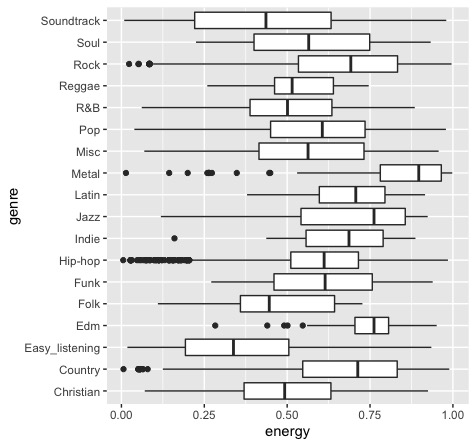 genre
Soundtrack
Soul
Rock
Reggae
R&B
Pop
Misc
Metal
Latin
Jazz
Indie
Hip-hop
Funk
Folk
Edm
Easy_listening
Country
Christian
0.00 0.25 0.50 0.75 1.00
energy